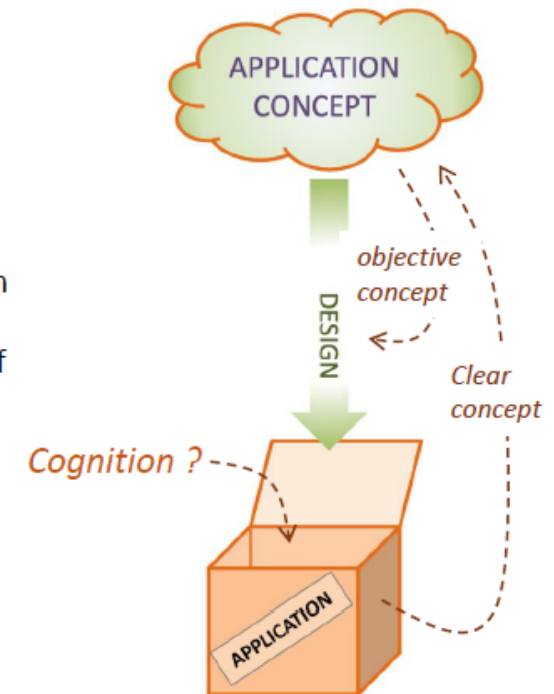 APPLICATION
CONCEPT
objective
concept
n
DESIGN
f
Clear
concept
Cognition ?
APPLICATION